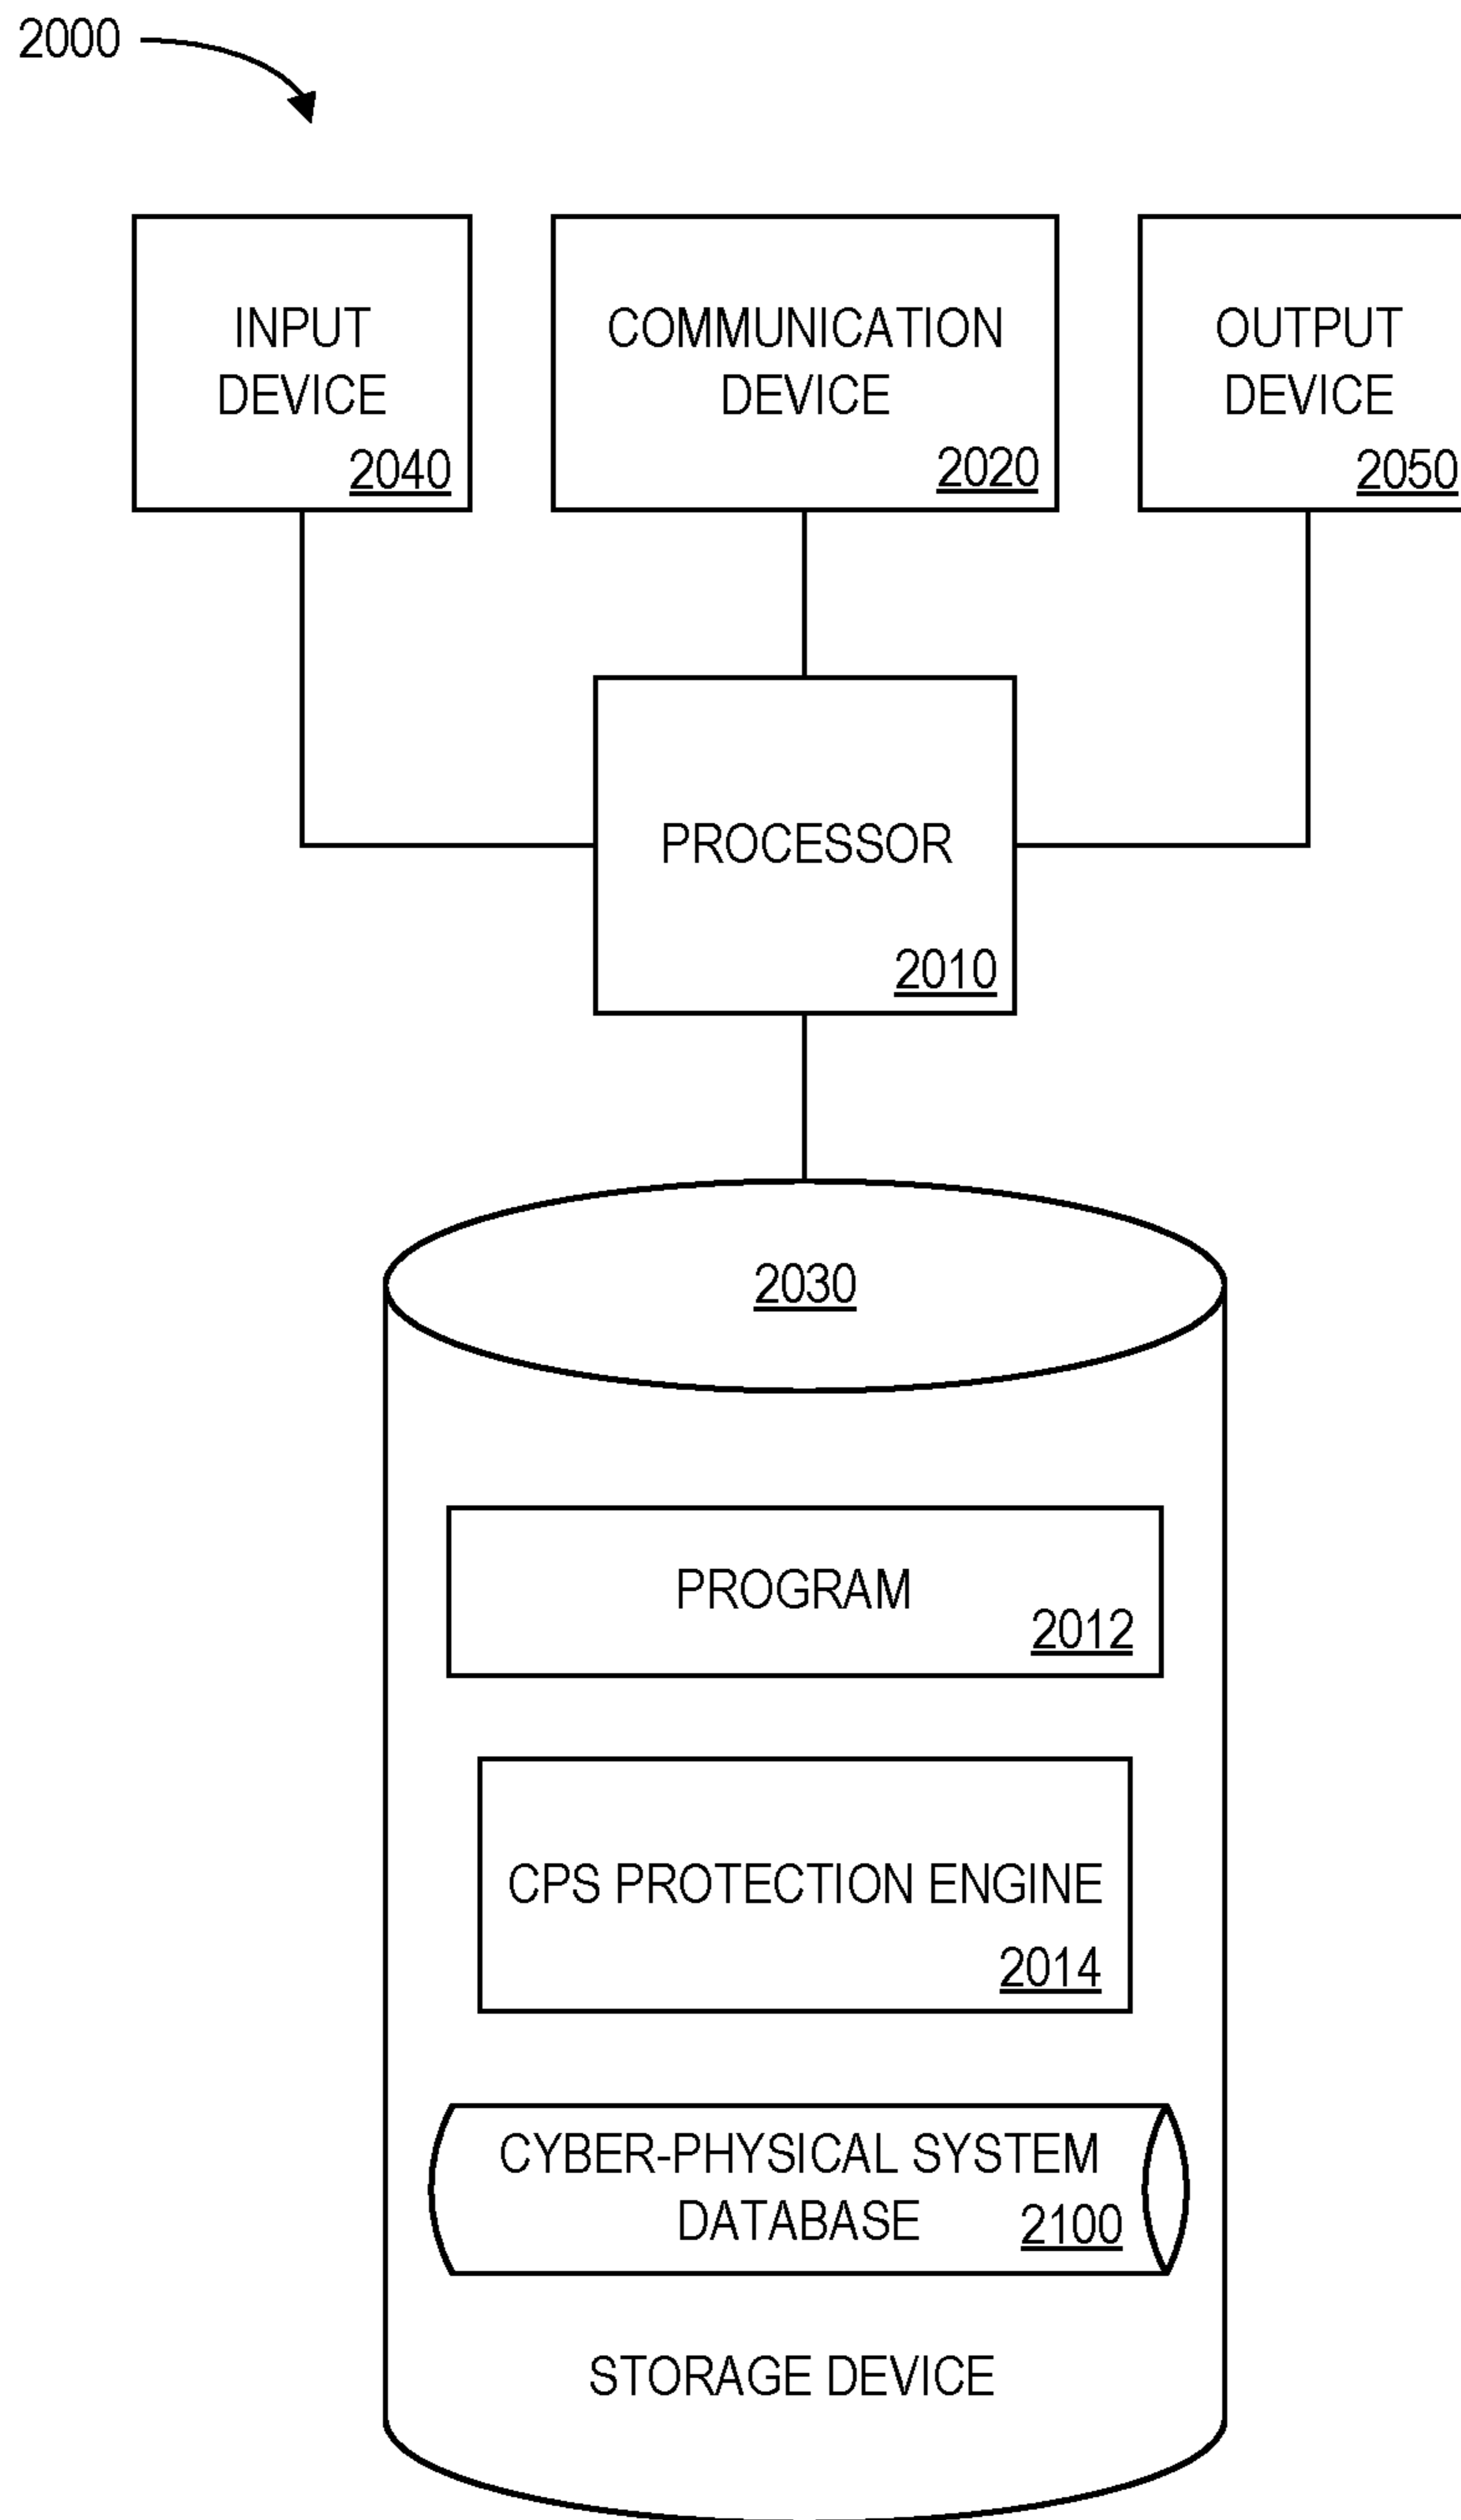 2000
INPUT
DEVICE
2040
COMMUNICATION
DEVICE
2020
OUTPUT
DEVICE
2050
PROCESSOR
2010
2030
PROGRAM
2012
CPS PROTECTION ENGINE
2014
CYBER-PHYSICAL SYSTEM
DATABASE
2100
STORAGE DEVICE